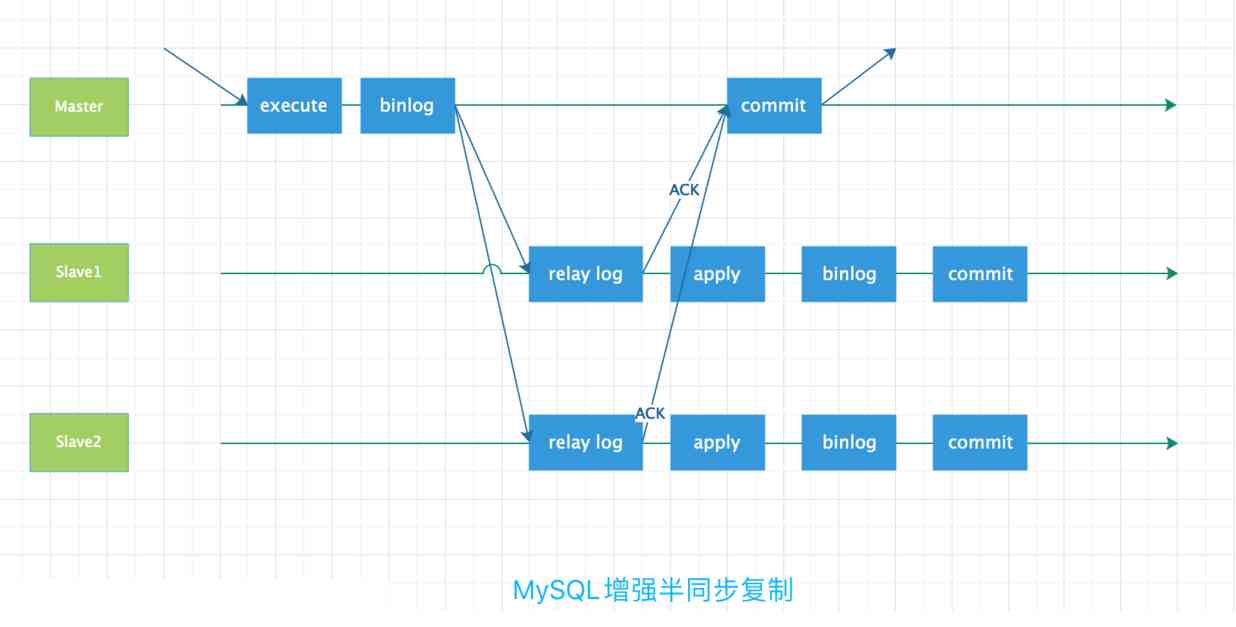 Master
execute
binlog
commit
ACK
Slave1
relay log
apply
binlog
commit
ACK
Slave2
relay log
apply
binlog
commit
MySQL增强半同步复制